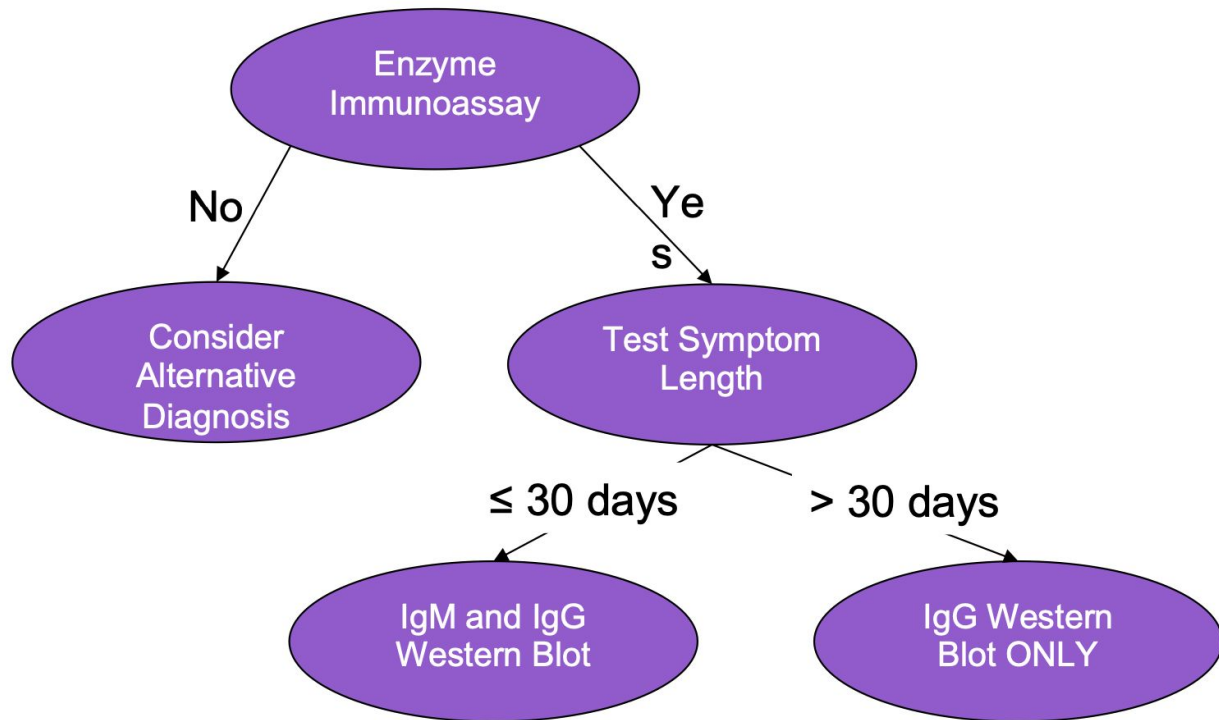 Enzyme
Immunoassay
No
Ye
s
Consider
Alternative
Diagnosis
Test Symptom
Length
≤ 30 days
> 30 days
IgM and IgG
Western Blot
IgG Western
Blot ONLY